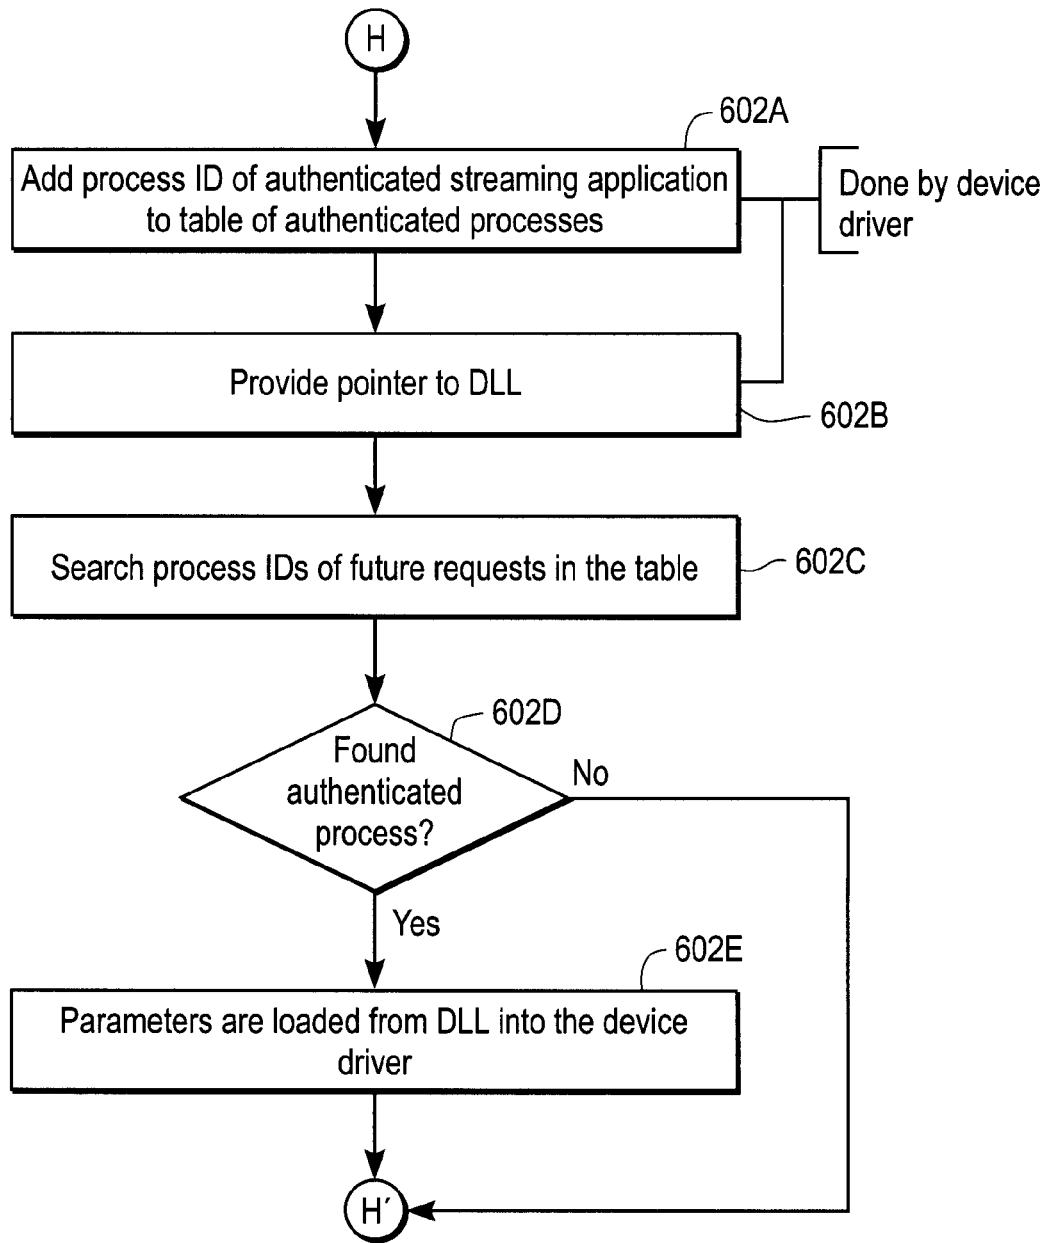 H
602A
Add process ID of authenticated streaming application
to table of authenticated processes
Done by device
driver
Provide pointer to DLL
602B
Search process IDs of future requests in the table
602C
602D
Found
authenticated
process?
No
Yes
602E
Parameters are loaded from DLL into the device
driver
H´